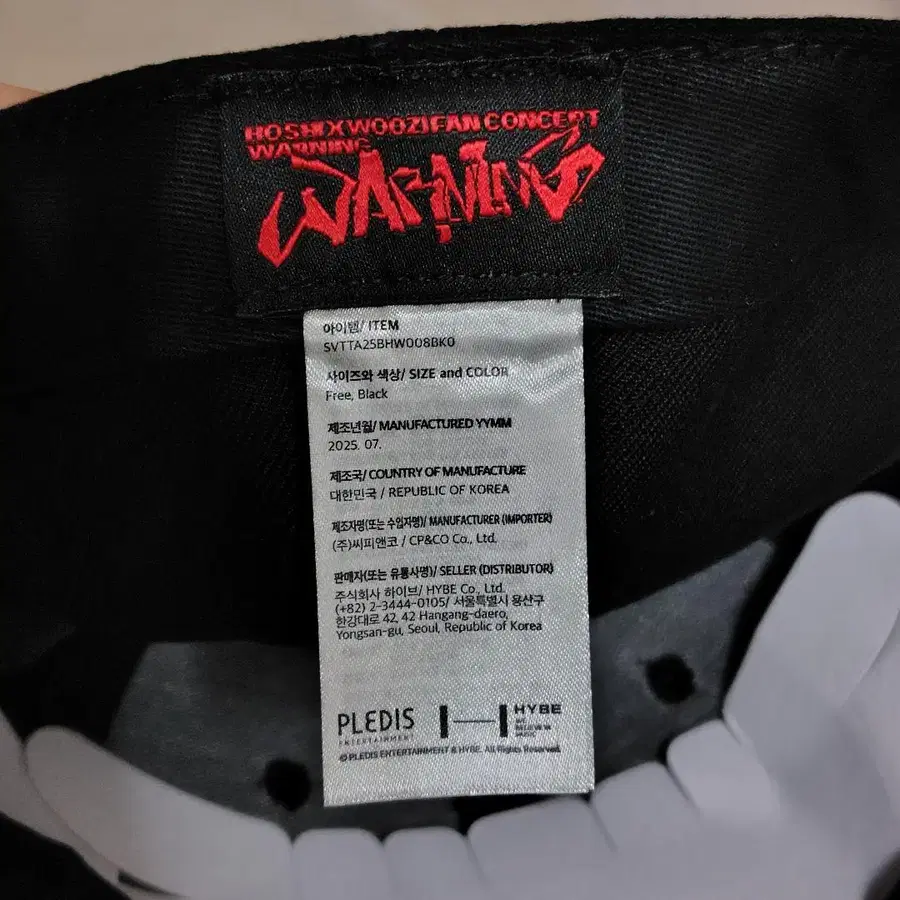 HOSHI X WOOZI FAN CONCERT
WARNING
WARNING
아이템/ ITEM
SVTTA25BHW008BK0
사이즈와 색상/ SIZE and COLOR
Free, Black
제조년월/ MANUFACTURED YYMM
2025. 07.
제조국/ COUNTRY OF MANUFACTURE
대한민국 / REPUBLIC OF KOREA
제조자명(또는 수입자명)/ MANUFACTURER (IMPORTER)
(주)씨피앤코 / CP&CO Co., Ltd.
판매자(또는 유통사명)/ SELLER (DISTRIBUTOR)
주식회사 하이브/ HYBE Co., Ltd.
(+82) 2-3444-0105/ 서울특별시 용산구
한강대로 42, 42 Hangang-daero,
Yongsan-gu, Seoul, Republic of Korea
PLEDIS
ENTERTAINMENT
HYBE
WE
BELIEVE IN
MUSIC
© PLEDIS ENTERTAINMENT & HYBE. All Rights Reserved.